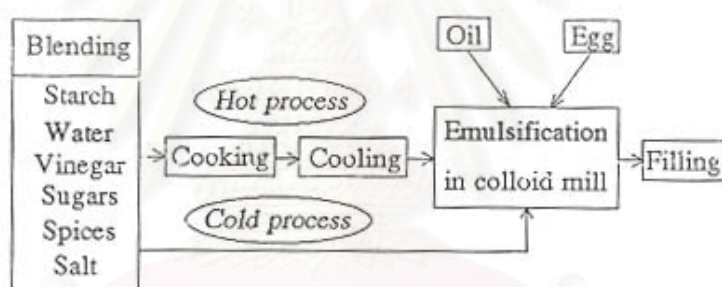 Blending
Starch
Water
Vinegar
Sugars
Spices
Salt
Hot process
Cooking
Cooling
Cold process
Oil
Egg
Emulsification
in colloid mill
Filling